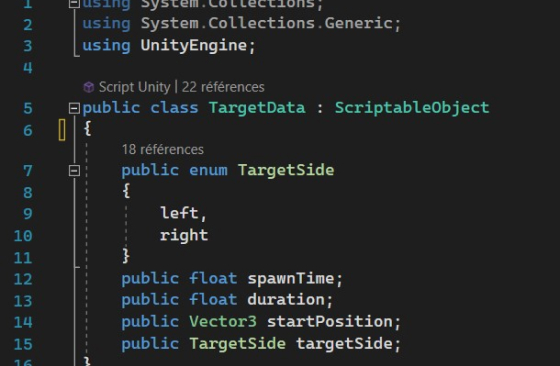 1 using System.Collections;
2 using System.Collections.Generic;
3 using UnityEngine;
4
Script Unity | 22 références
5 public class TargetData : ScriptableObject
6 {
18 références
7 public enum TargetSide
8 {
9 left,
10 right
11 }
12 public float spawnTime;
13 public float duration;
14 public Vector3 startPosition;
15 public TargetSide targetSide;
16 }